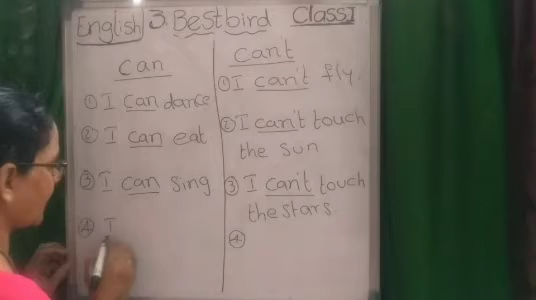 English 3. Best bird Class I
can
① I can dance
② I can eat
③ I can sing
④ I
can't
① I can't fly.
② I can't touch
the sun
③ I can't touch
the stars.
④